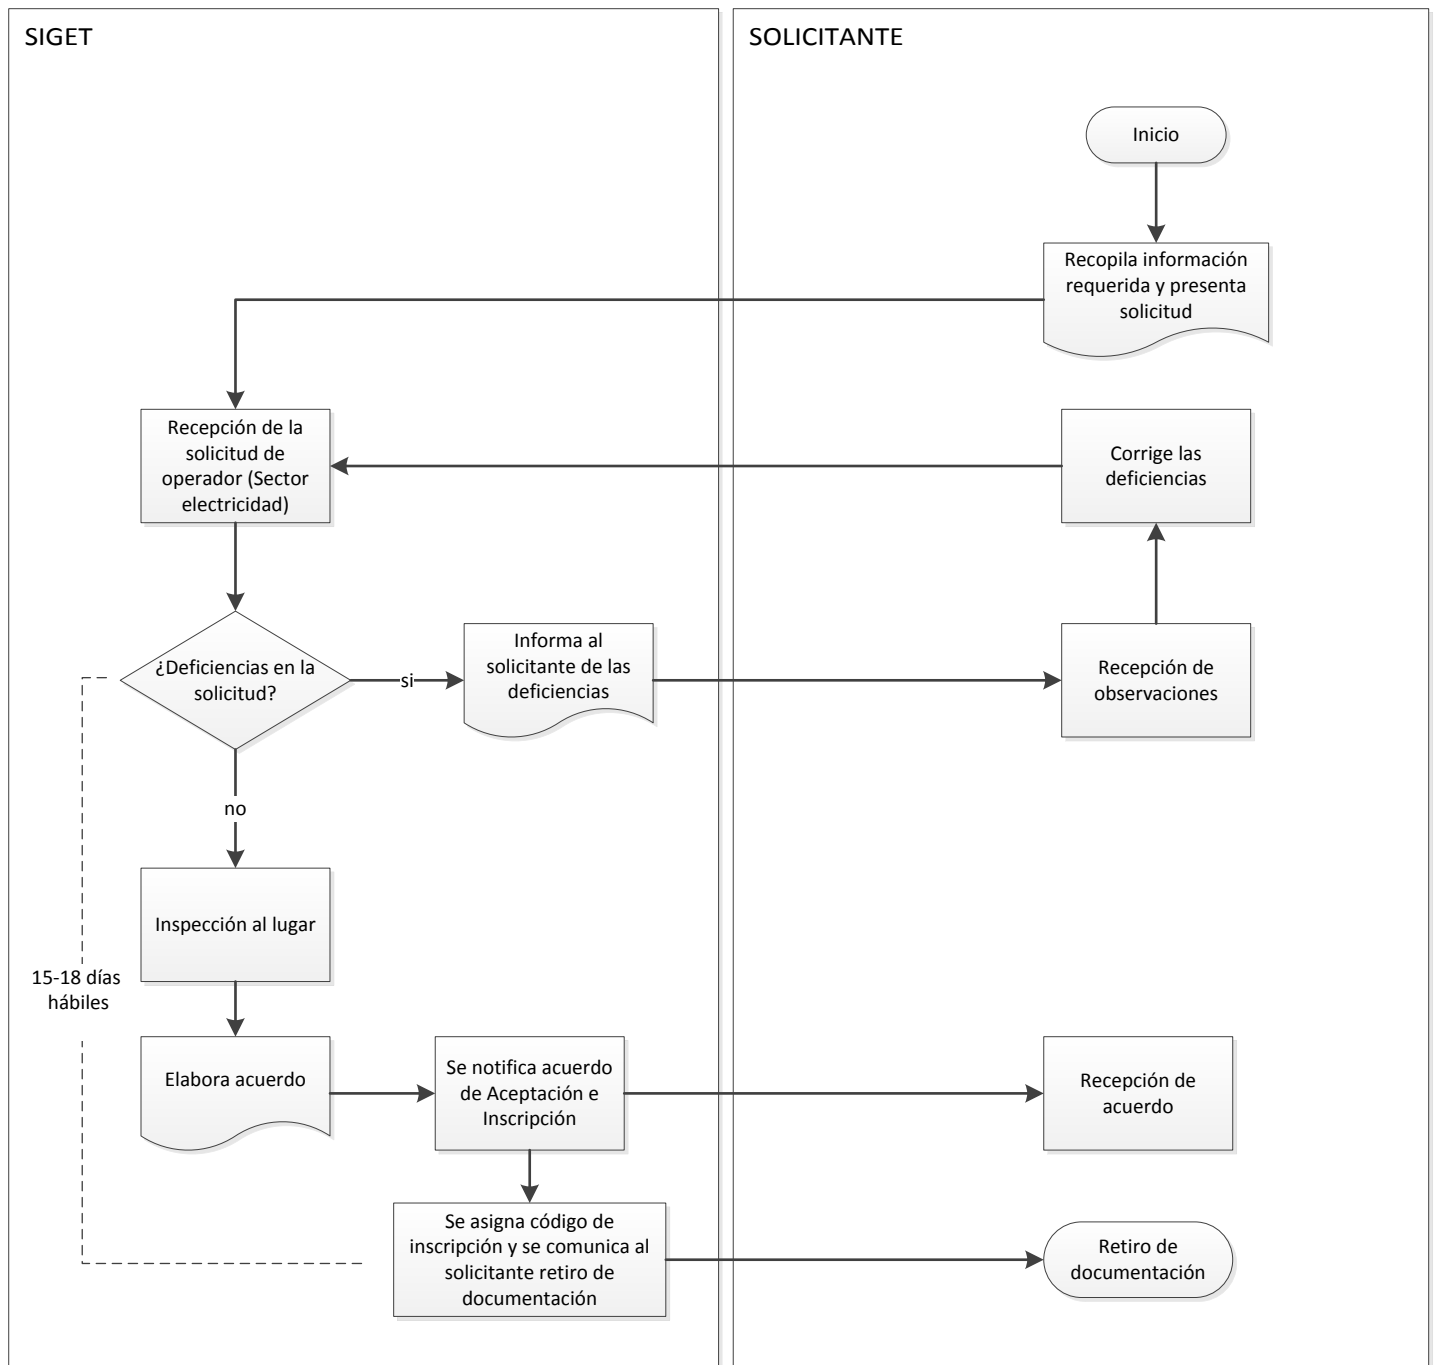 SIGET
SOLICITANTE
Inicio
Recopila información
requerida y presenta
solicitud
Recepción de la
solicitud de
operador (Sector
electricidad)
Corrige las
deficiencias
¿Deficiencias en la
solicitud?
si
Informa al
solicitante de las
deficiencias
Recepción de
observaciones
no
Inspección al lugar
15-18 días
hábiles
Elabora acuerdo
Se notifica acuerdo
de Aceptación e
Inscripción
Recepción de
acuerdo
Se asigna código de
inscripción y se comunica al
solicitante retiro de
documentación
Retiro de
documentación